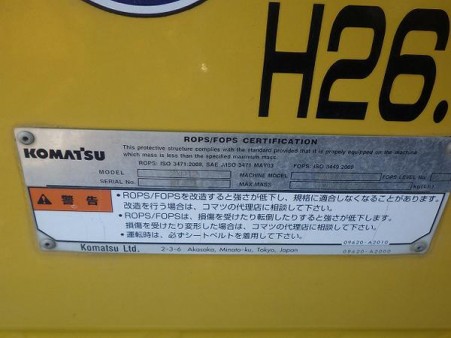 H26.
ROPS/FOPS CERTIFICATION
KOMATSU
This protective structure complies with the standard provided that it is properly equipped on the machine
which mass is less than the specified maximum mass.
ROPS: ISO 3471:2008, SAE J/ISO 3471 MAY03 FOPS: ISO 3449:2005
MODEL MACHINE MODEL FOPS LEVEL NO.
SERIAL NO. MAX MASS
警告
・ROPS/FOPSを改造すると強さが低下し、規格に適合しなくなることがあります。
改造を行う場合は、コマツの代理店に相談して下さい。
・ROPS/FOPSは、損傷を受けたり転倒したりすると強さが低下します。
損傷を受けたり変形した場合は、コマツの代理店に相談して下さい。
・運転時は、必ずシートベルトを着用して下さい。
Komatsu Ltd. 2-3-6 Akasaka, Minato-ku, Tokyo, Japan
09620-A2010
09620-A2000